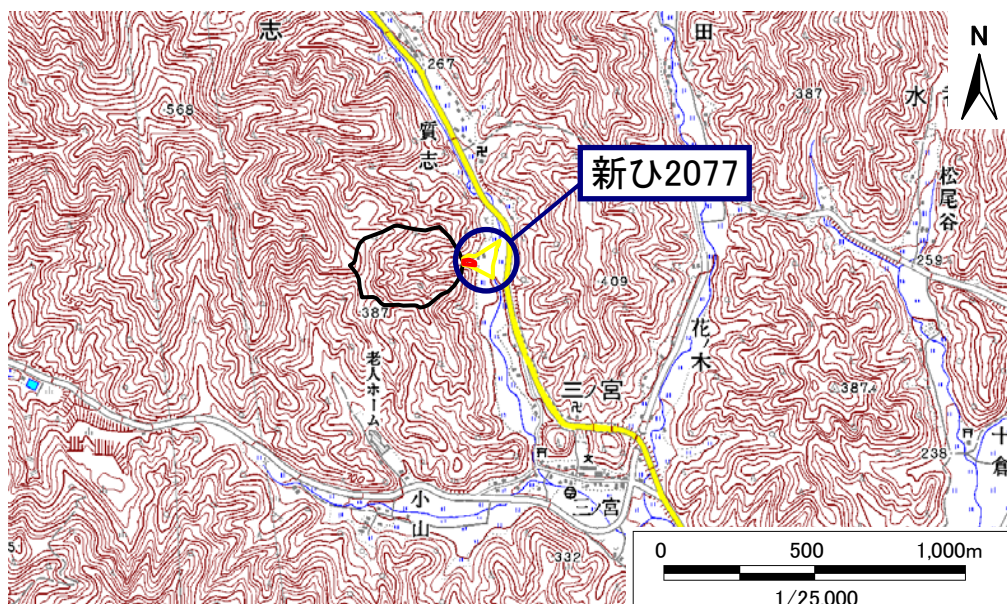 志
田
N
267
387
水
568
質志
新ひ2077
松尾谷
259
409
387
花ノ木
老人ホーム
三ノ宮
387
十倉
238
小山
二ノ宮
332
0 500 1,000m
1/25 000